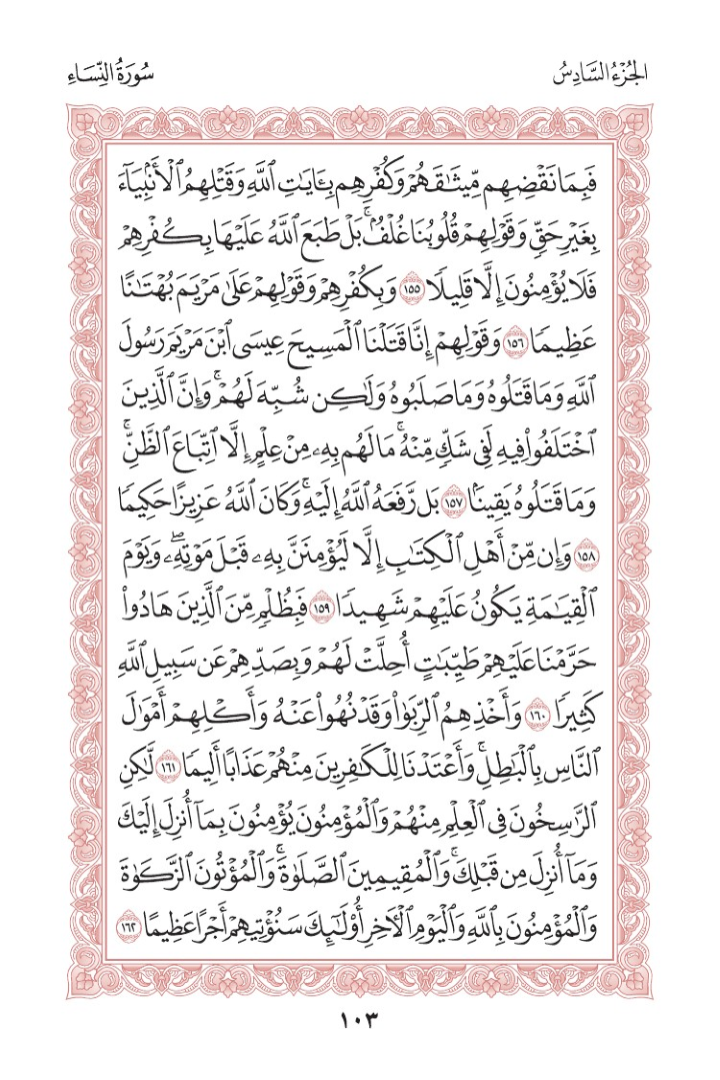 الجُزْءُ السَّادِسُ
سُورَةُ النِّسَاءِ
فَبِمَا نَقْضِهِم مِّيثَٰقَهُمْ وَكُفْرِهِم بِـَٔايَٰتِ ٱللَّهِ وَقَتْلِهِمُ ٱلْأَنۢبِيَآءَ
بِغَيْرِ حَقٍّ وَقَوْلِهِمْ قُلُوبُنَا غُلْفٌۢ ۚ بَلْ طَبَعَ ٱللَّهُ عَلَيْهَا بِكُفْرِهِمْ
فَلَا يُؤْمِنُونَ إِلَّا قَلِيلًا ١٥٥ وَبِكُفْرِهِمْ وَقَوْلِهِمْ عَلَىٰ مَرْيَمَ بُهْتَٰنًا
عَظِيمًا ١٥٦ وَقَوْلِهِمْ إِنَّا قَتَلْنَا ٱلْمَسِيحَ عِيسَى ٱبْنَ مَرْيَمَ رَسُولَ
ٱللَّهِ وَمَا قَتَلُوهُ وَمَا صَلَبُوهُ وَلَٰكِن شُبِّهَ لَهُمْ ۚ وَإِنَّ ٱلَّذِينَ
ٱخْتَلَفُوا۟ فِيهِ لَفِى شَكٍّ مِّنْهُ ۚ مَا لَهُم بِهِۦ مِنْ عِلْمٍ إِلَّا ٱتِّبَاعَ ٱلظَّنِّ ۚ
وَمَا قَتَلُوهُ يَقِينًۢا ١٥٧ بَل رَّفَعَهُ ٱللَّهُ إِلَيْهِ ۚ وَكَانَ ٱللَّهُ عَزِيزًا حَكِيمًا
١٥٨ وَإِن مِّنْ أَهْلِ ٱلْكِتَٰبِ إِلَّا لَيُؤْمِنَنَّ بِهِۦ قَبْلَ مَوْتِهِۦ ۖ وَيَوْمَ
ٱلْقِيَٰمَةِ يَكُونُ عَلَيْهِمْ شَهِيدًا ١٥٩ فَبِظُلْمٍ مِّنَ ٱلَّذِينَ هَادُوا۟
حَرَّمْنَا عَلَيْهِمْ طَيِّبَٰتٍ أُحِلَّتْ لَهُمْ وَبِصَدِّهِمْ عَن سَبِيلِ ٱللَّهِ
كَثِيرًا ١٦٠ وَأَخْذِهِمُ ٱلرِّبَوٰا۟ وَقَدْ نُهُوا۟ عَنْهُ وَأَكْلِهِمْ أَمْوَٰلَ
ٱلنَّاسِ بِٱلْبَٰطِلِ ۚ وَأَعْتَدْنَا لِلْكَٰفِرِينَ مِنْهُمْ عَذَابًا أَلِيمًا ١٦١ لَّٰكِنِ
ٱلرَّٰسِخُونَ فِى ٱلْعِلْمِ مِنْهُمْ وَٱلْمُؤْمِنُونَ يُؤْمِنُونَ بِمَآ أُنزِلَ إِلَيْكَ
وَمَآ أُنزِلَ مِن قَبْلِكَ ۚ وَٱلْمُقِيمِينَ ٱلصَّلَوٰةَ ۚ وَٱلْمُؤْتُونَ ٱلزَّكَوٰةَ
وَٱلْمُؤْمِنُونَ بِٱللَّهِ وَٱلْيَوْمِ ٱلْـَٔاخِرِ أُو۟لَٰٓئِكَ سَنُؤْتِيهِمْ أَجْرًا عَظِيمًا ١٦٢
١٠٣